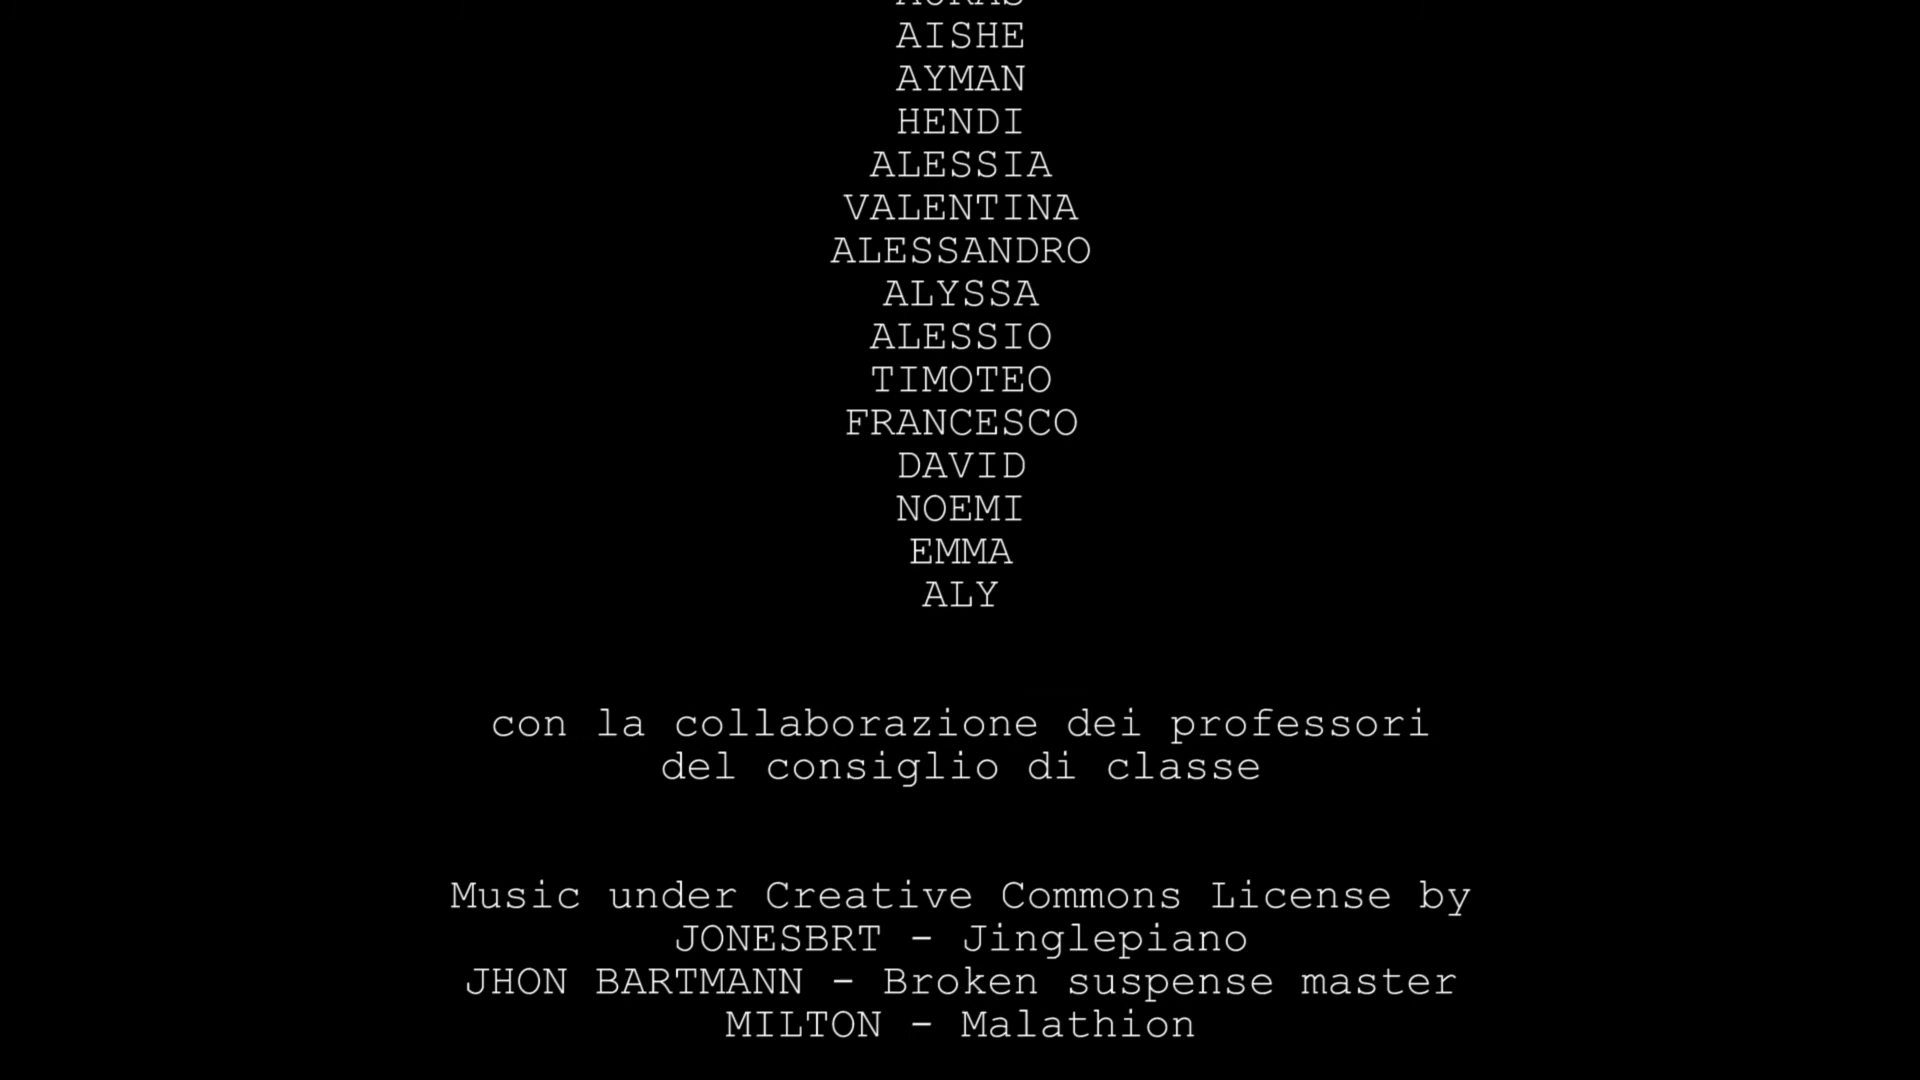 AISHE
AYMAN
HENDI
ALESSIA
VALENTINA
ALESSANDRO
ALYSSA
ALESSIO
TIMOTEO
FRANCESCO
DAVID
NOEMI
EMMA
ALY
con la collaborazione dei professori
del consiglio di classe
Music under Creative Commons License by
JONESBRT - Jinglepiano
JHON BARTMANN - Broken suspense master
MILTON - Malathion